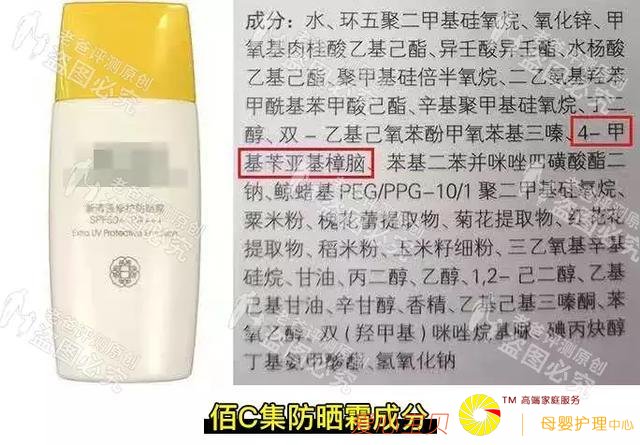 新清透倍护防晒露
SPF50+ PA+++
Extra UV Protective Emulsion
成分：水、环五聚二甲基硅氧烷、氧化锌、甲
氧基肉桂酸乙基己酯、异壬酸异壬酯、水杨酸
乙基己酯、聚甲基硅倍半氧烷、二乙氨基羟苯
甲酰基苯甲酸己酯、辛基聚甲基硅氧烷、丁二
醇、双-乙基己氧苯酚甲氧苯基三嗪、4-甲
基苄亚基樟脑、苯基二苯并咪唑四磺酸酯二
钠、鲸蜡基PEG/PPG-10/1聚二甲基硅氧烷、
粟米粉、槐花蕾提取物、菊花提取物、红花花
提取物、稻米粉、玉米籽细粉、三乙氧基辛基
硅烷、甘油、丙二醇、乙醇、1,2-己二醇、乙基
己基甘油、辛甘醇、香精、乙基己基三嗪酮、苯
氧乙醇、双(羟甲基)咪唑烷基脲、碘丙炔醇
丁基氨甲酸酯、氢氧化钠
佰C集防晒霜成分
TM 高端家庭服务
母婴护理中心
老爸评测原创
盗图必究